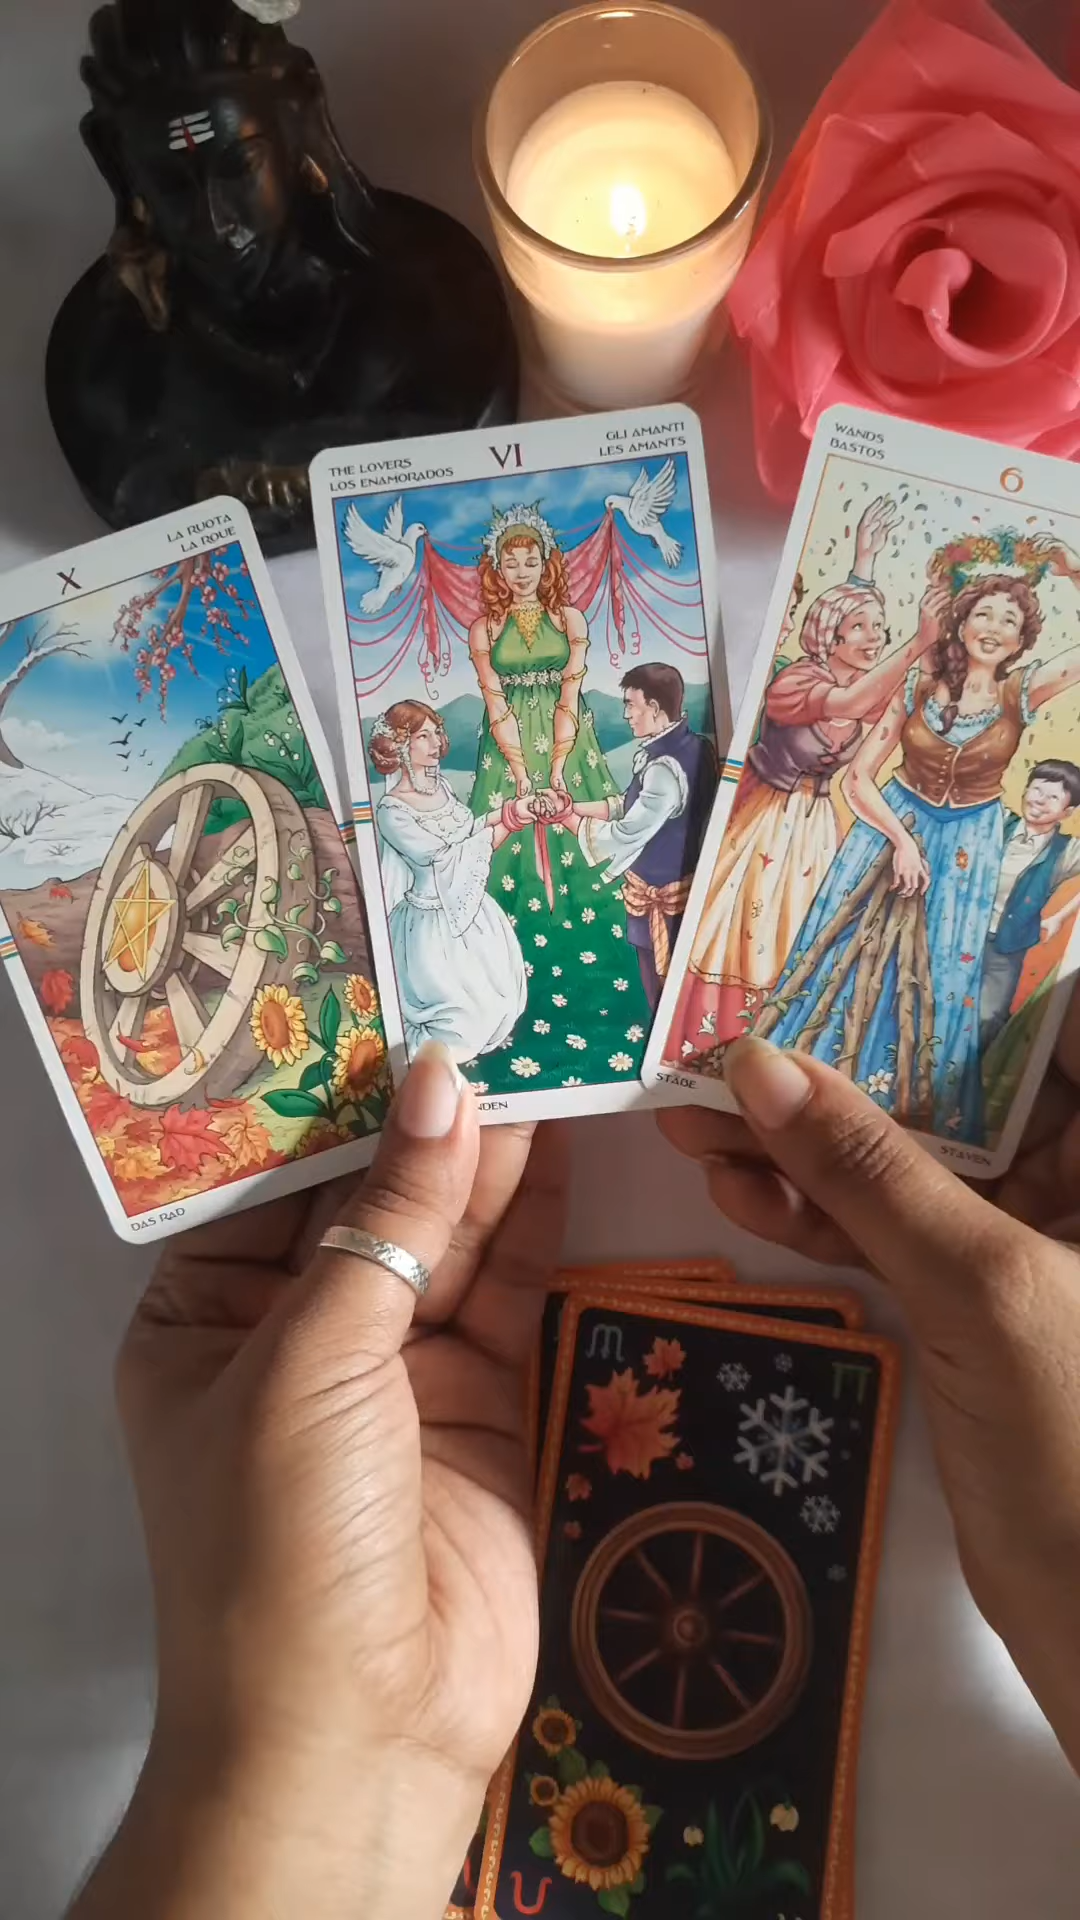 X
LA RUOTA
LA ROUE
DAS RAD
THE LOVERS
LOS ENAMORADOS
VI
GLI AMANTI
LES AMANTS
NDEN
WANDS
BASTOS
6
STÄBE
STAVEN